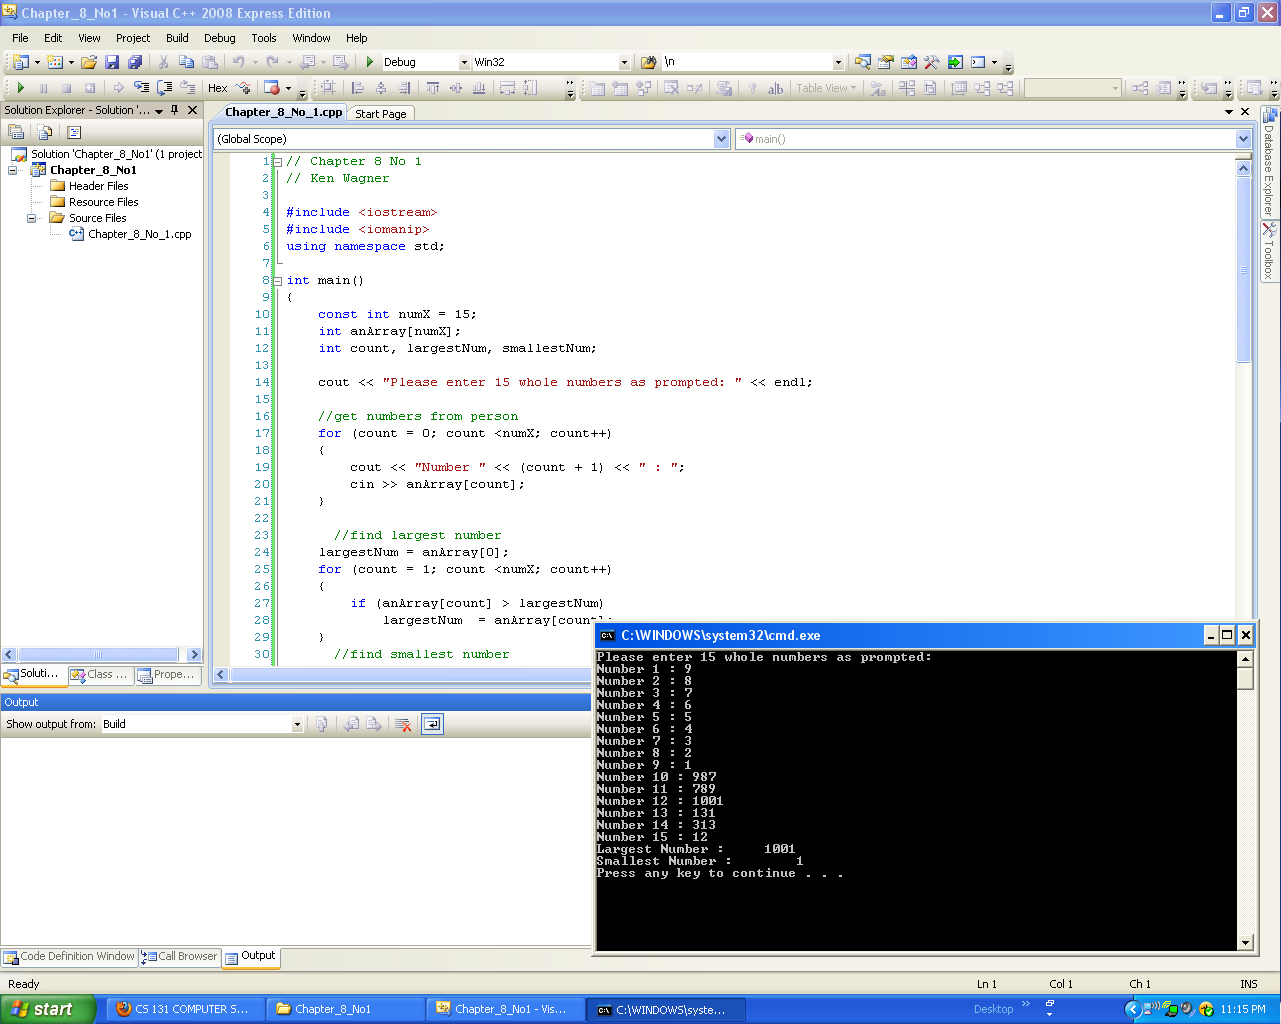 Chapter_8_No1 - Visual C++ 2008 Express Edition
File Edit View Project Build Debug Tools Window Help
Debug Win32 \n
Hex Table View
Solution Explorer - Solution '...
Chapter_8_No_1.cpp Start Page
(Global Scope) main()
Solution 'Chapter_8_No1' (1 project
Chapter_8_No1
Header Files
Resource Files
Source Files
Chapter_8_No_1.cpp
Soluti... Class ... Prope...
1 // Chapter 8 No 1
2 // Ken Wagner
3
4 #include <iostream>
5 #include <iomanip>
6 using namespace std;
7
8 int main()
9 {
10 const int numX = 15;
11 int anArray[numX];
12 int count, largestNum, smallestNum;
13
14 cout << "Please enter 15 whole numbers as prompted: " << endl;
15
16 //get numbers from person
17 for (count = 0; count <numX; count++)
18 {
19 cout << "Number " << (count + 1) << " : ";
20 cin >> anArray[count];
21 }
22
23 //find largest number
24 largestNum = anArray[0];
25 for (count = 1; count <numX; count++)
26 {
27 if (anArray[count] > largestNum)
28 largestNum = anArray[count];
29 }
30 //find smallest number
Database Explorer
Toolbox
Output
Show output from: Build
C:\WINDOWS\system32\cmd.exe
Please enter 15 whole numbers as prompted:
Number 1 : 9
Number 2 : 8
Number 3 : 7
Number 4 : 6
Number 5 : 5
Number 6 : 4
Number 7 : 3
Number 8 : 2
Number 9 : 1
Number 10 : 987
Number 11 : 789
Number 12 : 1001
Number 13 : 131
Number 14 : 313
Number 15 : 12
Largest Number : 1001
Smallest Number : 1
Press any key to continue . . .
Code Definition Window Call Browser Output
Ready Ln 1 Col 1 Ch 1 INS
start CS 131 COMPUTER S... Chapter_8_No1 Chapter_8_No1 - Vis... C:\WINDOWS\syste... Desktop 11:15 PM